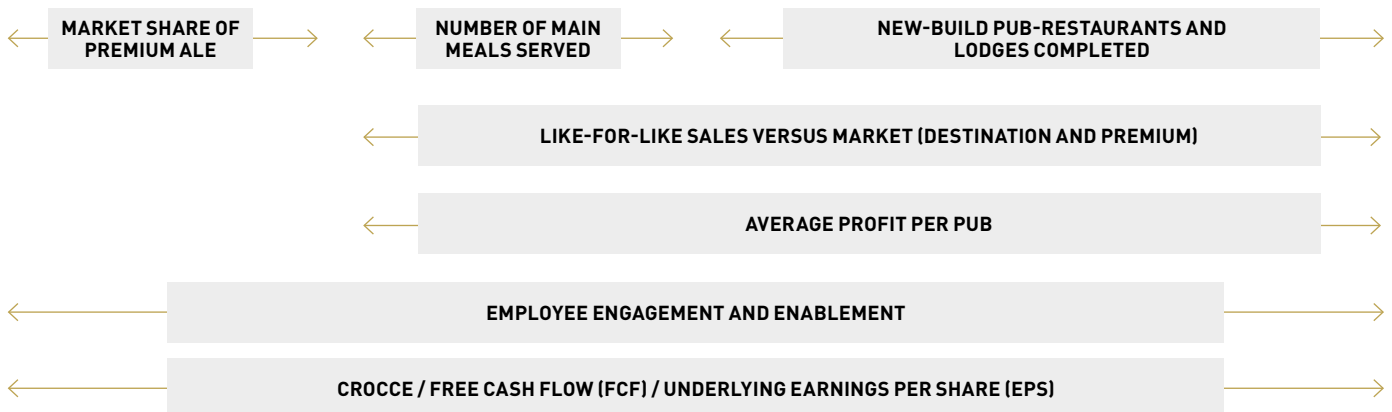 MARKET SHARE OF
PREMIUM ALE
NUMBER OF MAIN
MEALS SERVED
NEW-BUILD PUB-RESTAURANTS AND
LODGES COMPLETED
LIKE-FOR-LIKE SALES VERSUS MARKET (DESTINATION AND PREMIUM)
AVERAGE PROFIT PER PUB
EMPLOYEE ENGAGEMENT AND ENABLEMENT
CROCCE / FREE CASH FLOW (FCF) / UNDERLYING EARNINGS PER SHARE (EPS)